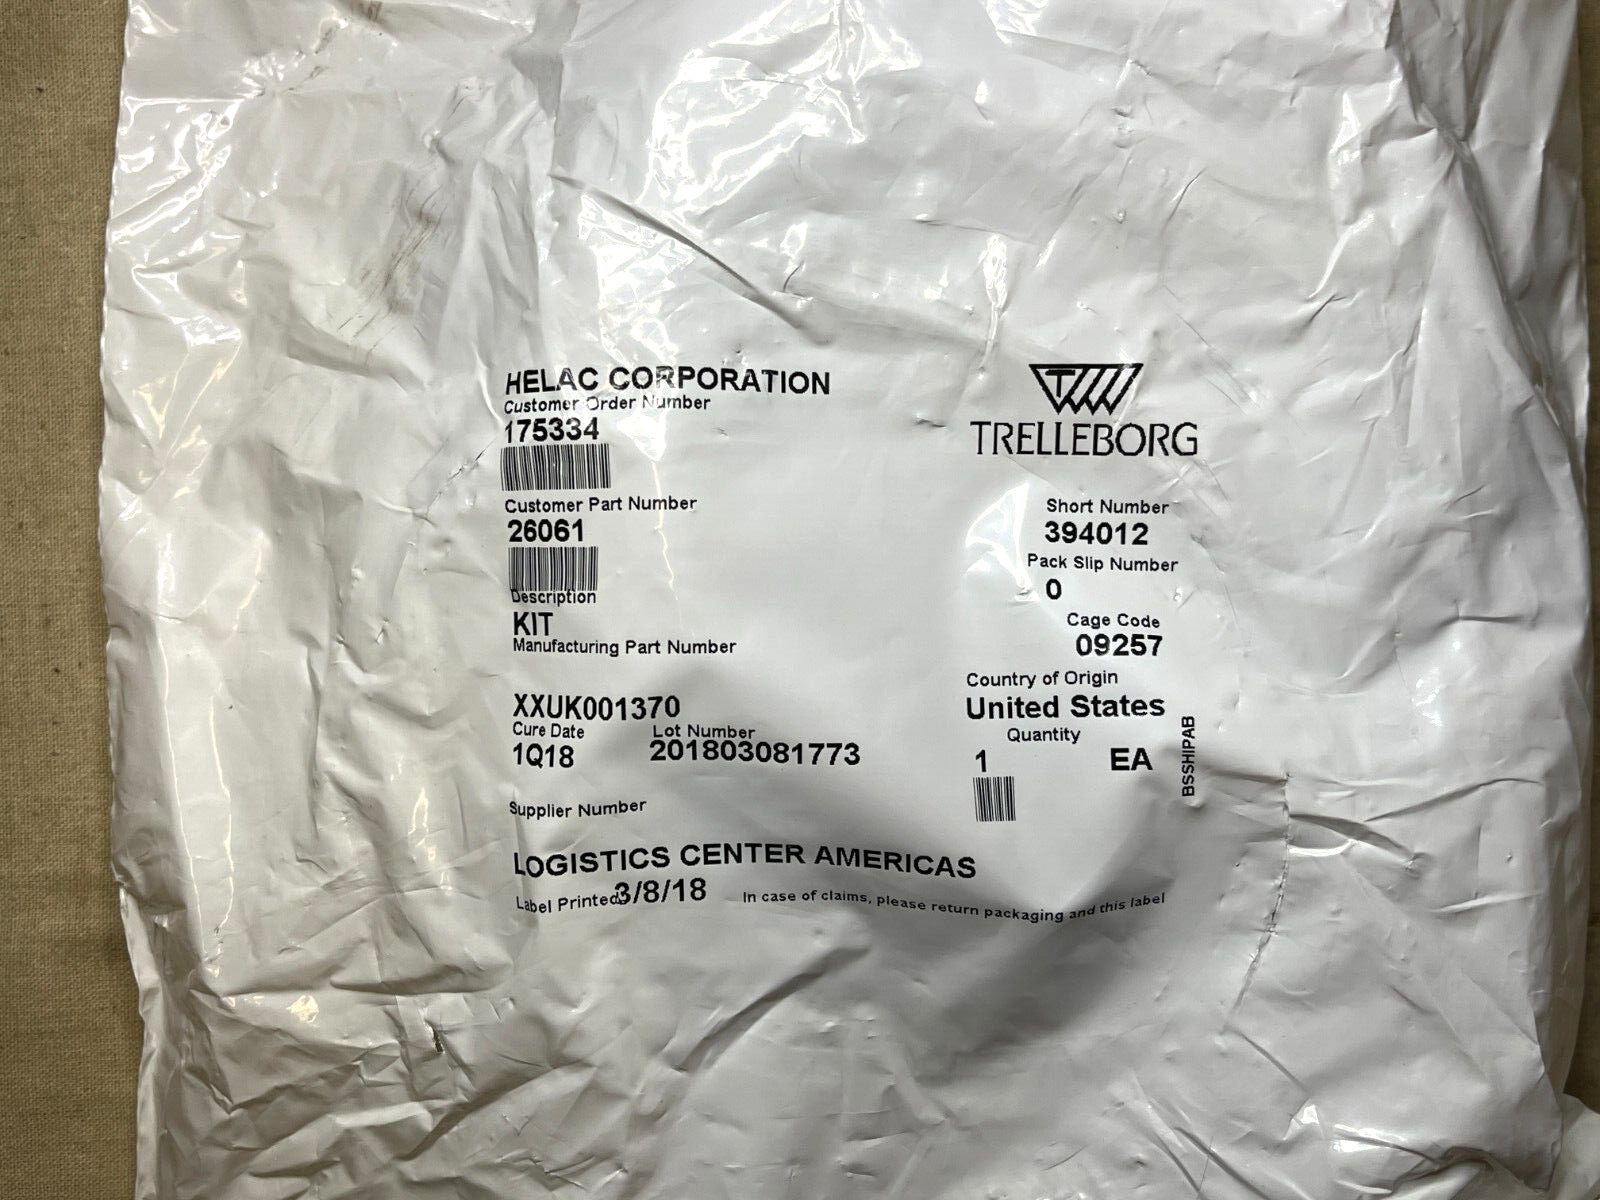 HELAC CORPORATION
Customer Order Number
175334
Customer Part Number
26061
Description
KIT
Manufacturing Part Number
XXUK001370
Cure Date Lot Number
1Q18 201803081773
Supplier Number
TRELLEBORG
Short Number
394012
Pack Slip Number
0
Cage Code
09257
Country of Origin
United States
Quantity
1 EA
BSSHIPAB
LOGISTICS CENTER AMERICAS
Label Printed 3/8/18 In case of claims, please return packaging and this label